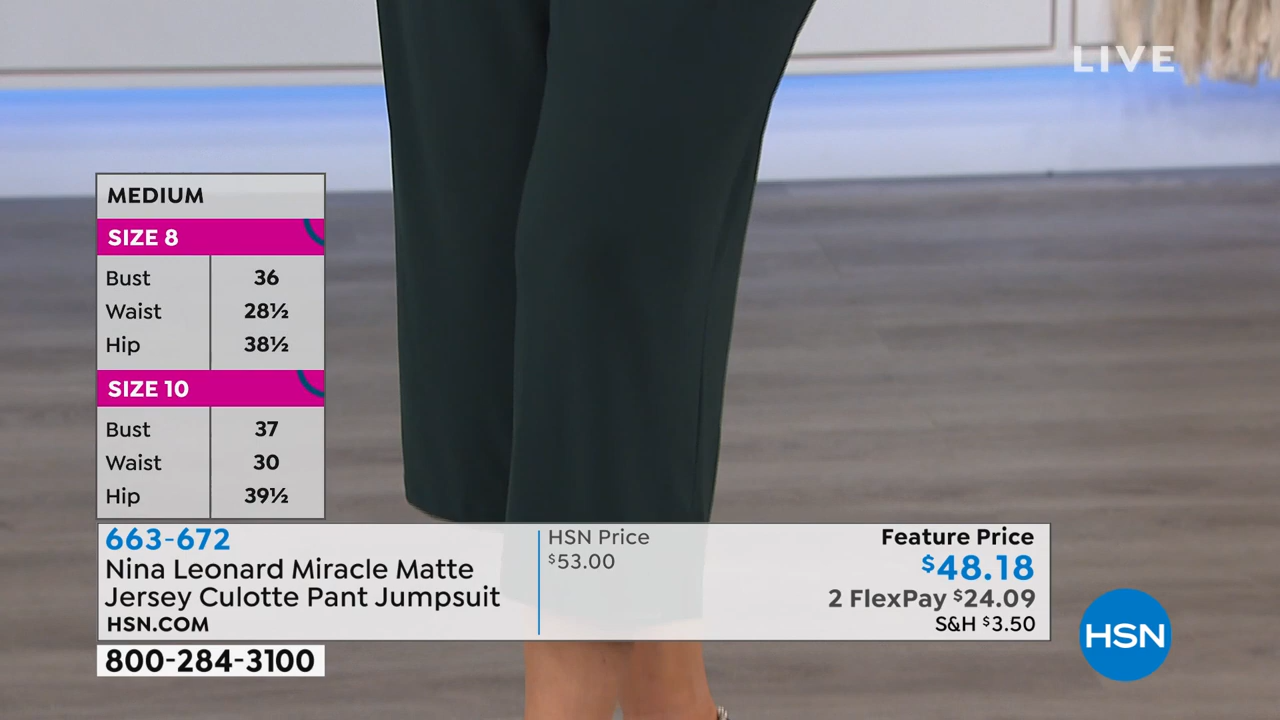 LIVE
MEDIUM
SIZE 8
Bust 36
Waist 28½
Hip 38½
SIZE 10
Bust 37
Waist 30
Hip 39½
663-672
Nina Leonard Miracle Matte
Jersey Culotte Pant Jumpsuit
HSN.COM
HSN Price
$53.00
Feature Price
$48.18
2 FlexPay $24.09
S&H $3.50
800-284-3100
HSN